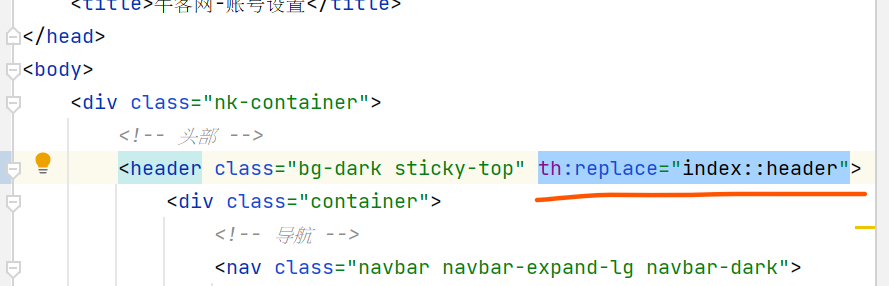 <title>牛客网-账号设置</title>
</head>
<body>
<div class="nk-container">
<!-- 头部 -->
<header class="bg-dark sticky-top" th:replace="index::header">
<div class="container">
<!-- 导航 -->
<nav class="navbar navbar-expand-lg navbar-dark">